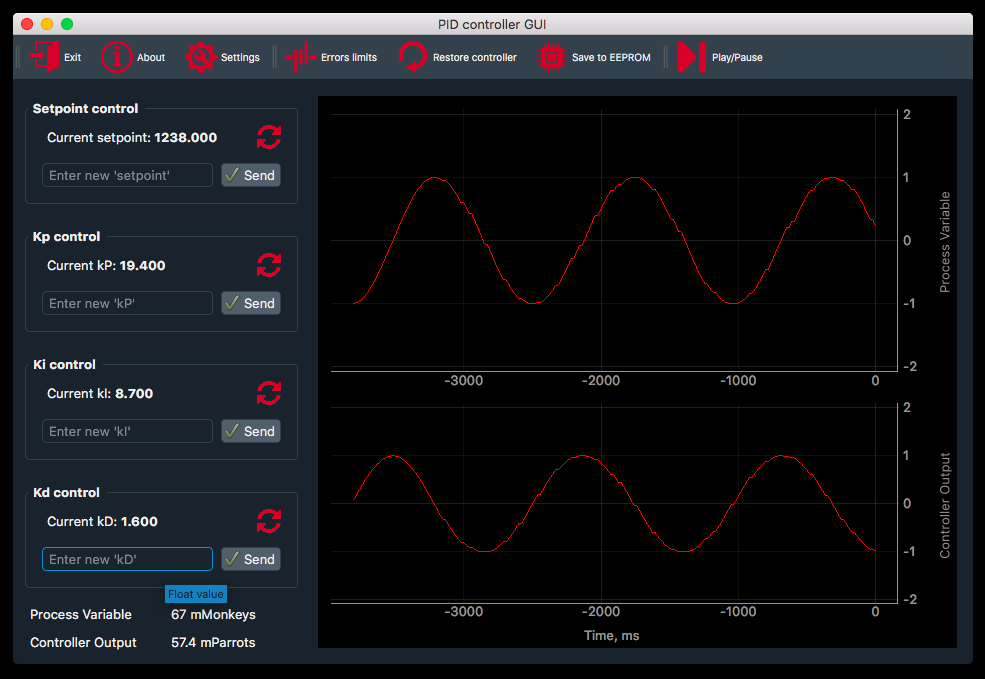 PID controller GUI
Exit About Settings Errors limits Restore controller Save to EEPROM Play/Pause
Setpoint control
Current setpoint: 1238.000
Enter new 'setpoint' Send
Kp control
Current kP: 19.400
Enter new 'kP' Send
Ki control
Current kI: 8.700
Enter new 'kI' Send
Kd control
Current kD: 1.600
Enter new 'kD' Send
Float value
Process Variable 67 mMonkeys
Controller Output 57.4 mParrots
2
1
0
-1
-2
Process Variable
-3000 -2000 -1000 0
2
1
0
-1
-2
Controller Output
-3000 -2000 -1000 0
Time, ms